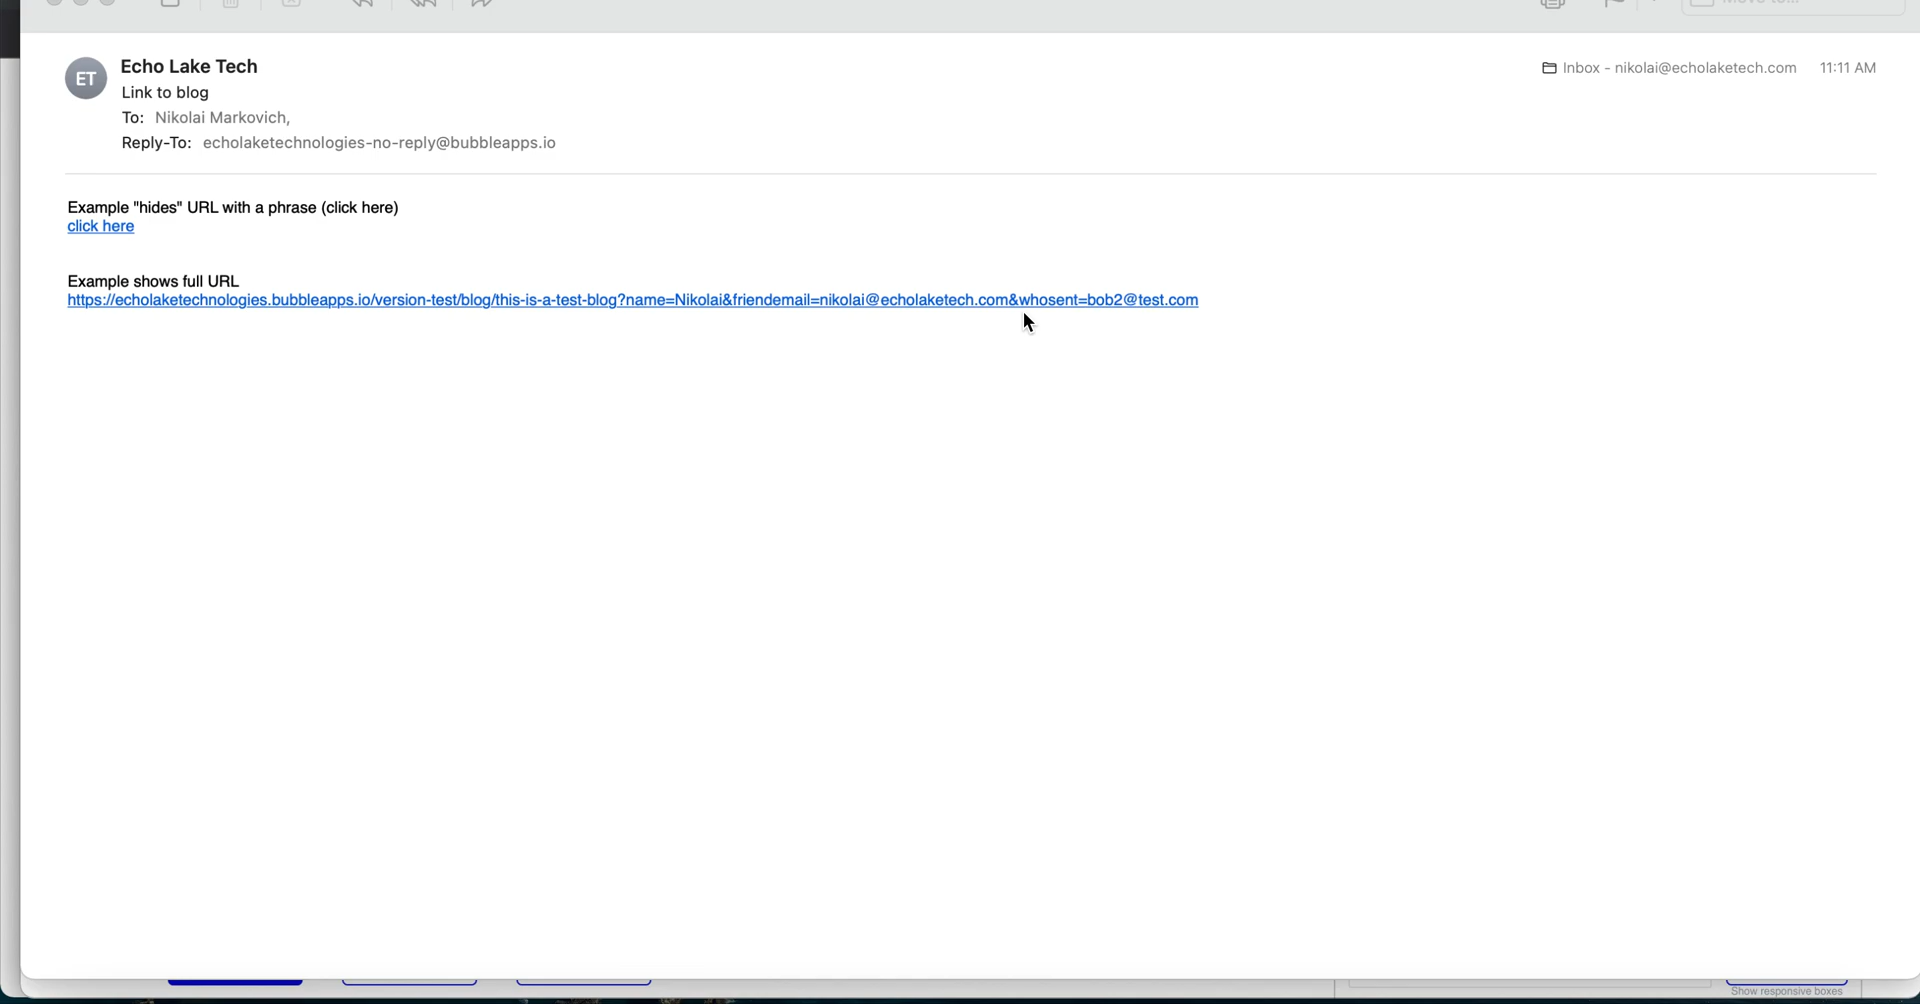 Move to...
Echo Lake Tech
Inbox - nikolai@echolaketech.com 11:11 AM
ET
Link to blog
To: Nikolai Markovich,
Reply-To: echolaketechnologies-no-reply@bubbleapps.io
Example "hides" URL with a phrase (click here)
click here
Example shows full URL
https://echolaketechnologies.bubbleapps.io/version-test/blog/this-is-a-test-blog?name=Nikolai&friendemail=nikolai@echolaketech.com&whosent=bob2@test.com
Show responsive boxes